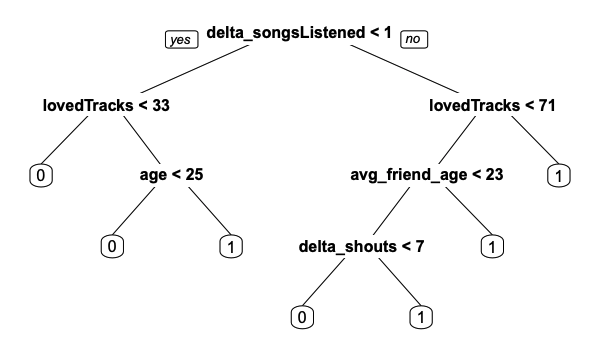 yes delta_songsListened < 1 no
lovedTracks < 33 lovedTracks < 71
0 age < 25 avg_friend_age < 23 1
0 1 delta_shouts < 7 1
0 1